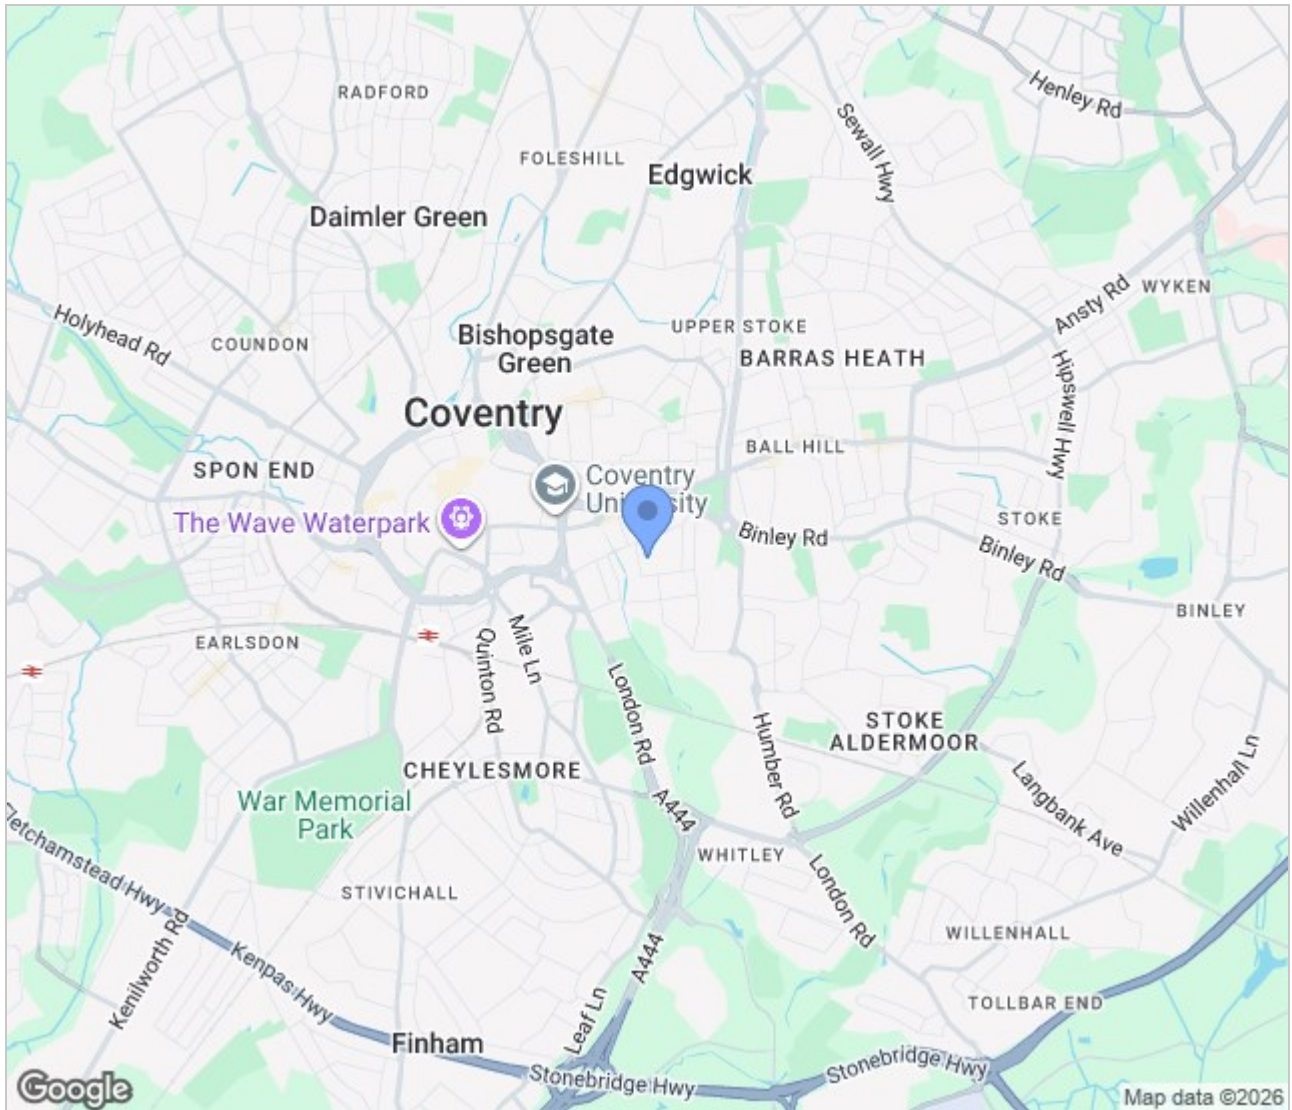 RADFORD
Henley Rd
FOLESHILL
Sewall Hwy
Edgwick
Daimler Green
WYKEN
Ansty Rd
Holyhead Rd
UPPER STOKE
Bishopsgate
Green
COUNDON
BARRAS HEATH
Hipswell Hwy
Coventry
BALL HILL
SPON END
Coventry
University
The Wave Waterpark
STOKE
Binley Rd
Binley Rd
BINLEY
EARLSDON
Mile Ln
Quinton Rd
London Rd
STOKE
ALDERMOOR
Humber Rd
CHEYLESMORE
Langbank Ave
Willenhall Ln
War Memorial
Park
A444
Fletchamstead Hwy
WHITLEY
STIVICHALL
London Rd
WILLENHALL
Kenilworth Rd
Kenpas Hwy
A444
TOLLBAR END
Leaf Ln
Finham
Stonebridge Hwy
Stonebridge Hwy
Google
Map data ©2026